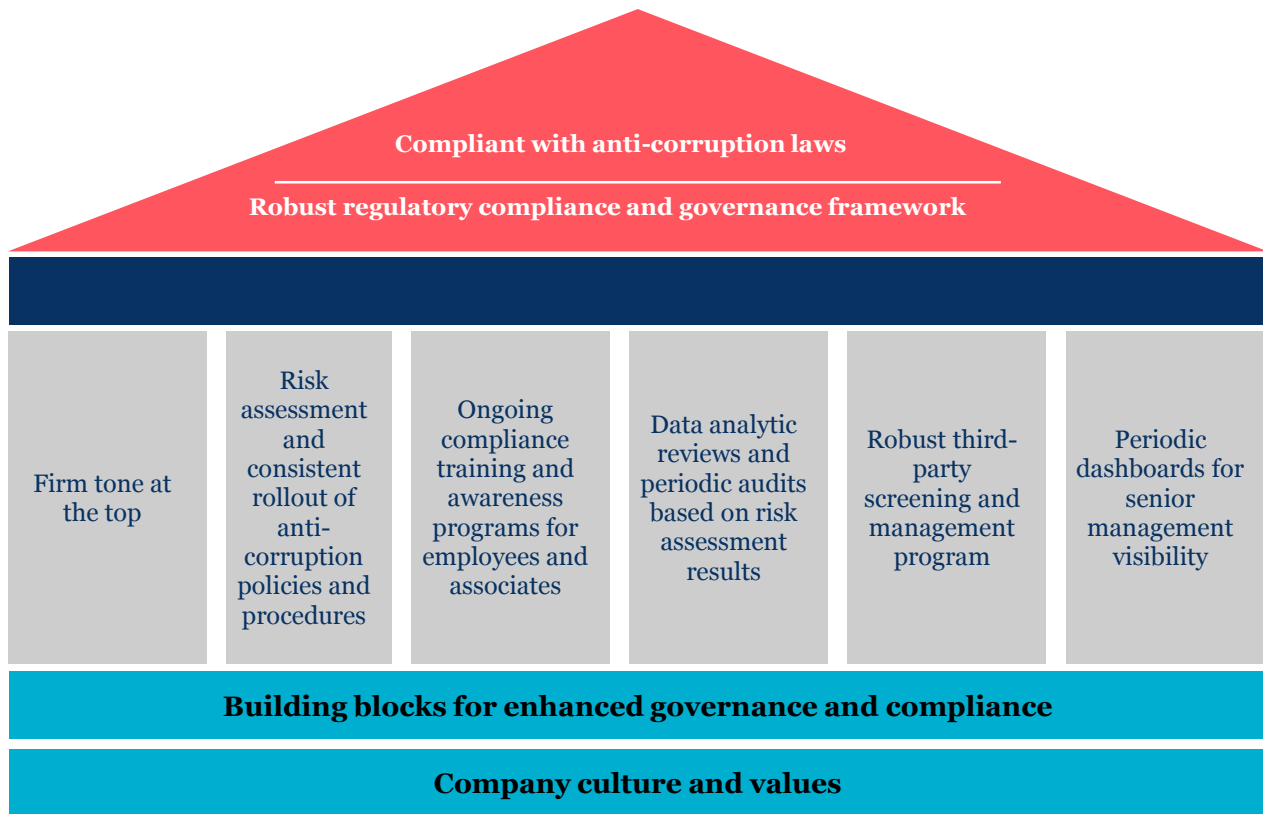 Compliant with anti-corruption laws
Robust regulatory compliance and governance framework
Firm tone at
the top
Risk
assessment
and
consistent
rollout of
anti-
corruption
policies and
procedures
Ongoing
compliance
training and
awareness
programs for
employees and
associates
Data analytic
reviews and
periodic audits
based on risk
assessment
results
Robust third-
party
screening and
management
program
Periodic
dashboards for
senior
management
visibility
Building blocks for enhanced governance and compliance
Company culture and values